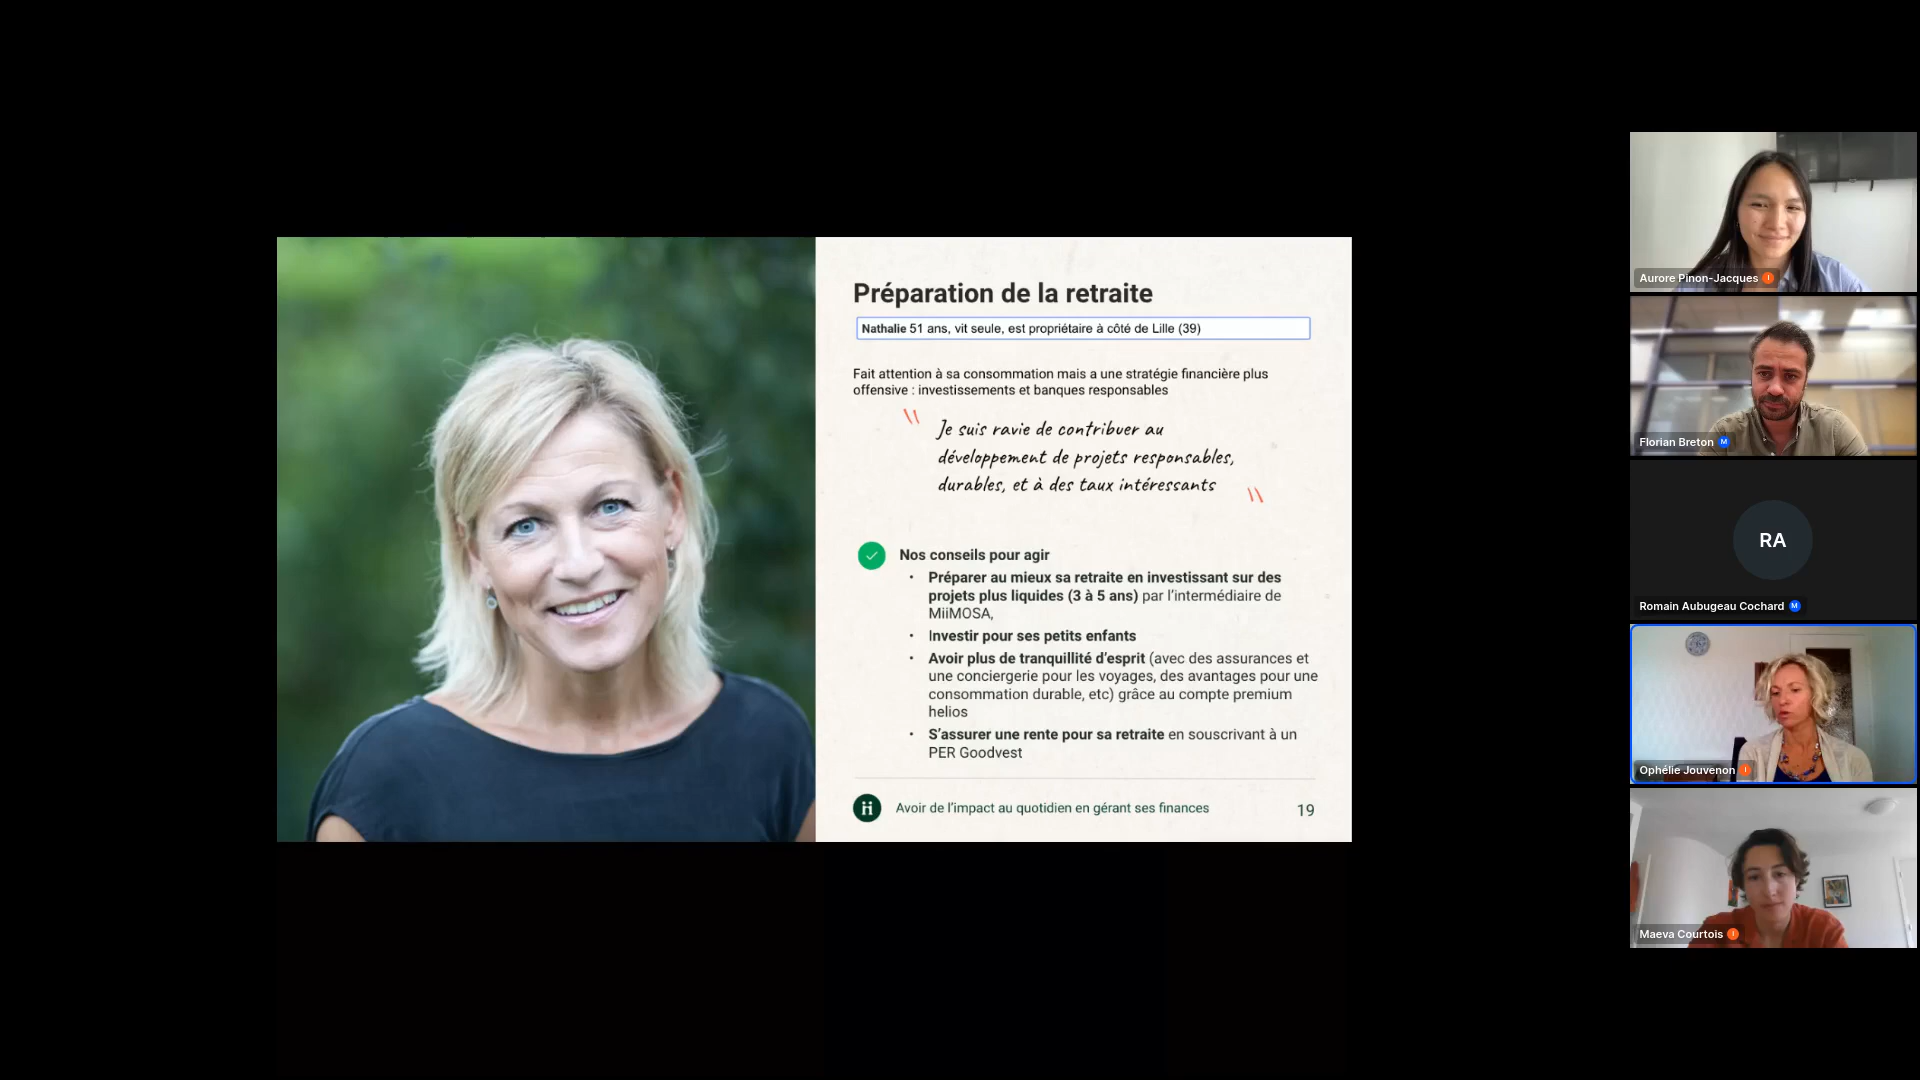 Préparation de la retraite
Nathalie 51 ans, vit seule, est propriétaire à côté de Lille (39)
Fait attention à sa consommation mais a une stratégie financière plus
offensive : investissements et banques responsables
Je suis ravie de contribuer au
développement de projets responsables,
durables, et à des taux intéressants
Nos conseils pour agir
• Préparer au mieux sa retraite en investissant sur des
projets plus liquides (3 à 5 ans) par l'intermédiaire de
MiiMOSA,
• Investir pour ses petits enfants
• Avoir plus de tranquillité d'esprit (avec des assurances et
une conciergerie pour les voyages, des avantages pour une
consommation durable, etc) grâce au compte premium
helios
• S'assurer une rente pour sa retraite en souscrivant à un
PER Goodvest
Avoir de l'impact au quotidien en gérant ses finances
19
Aurore Pinon-Jacques
Florian Breton M
RA
Romain Aubugeau Cochard M
Ophélie Jouvenon
Maeva Courtois